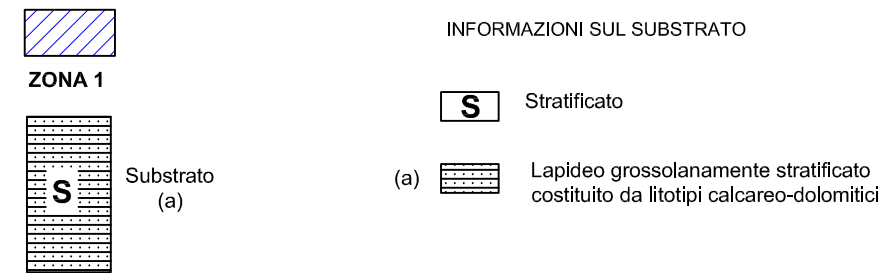 ZONA 1
S
Substrato
(a)
INFORMAZIONI SUL SUBSTRATO
S
Stratificato
(a)
Lapideo grossolanamente stratificato
costituito da litotipi calcareo-dolomitici